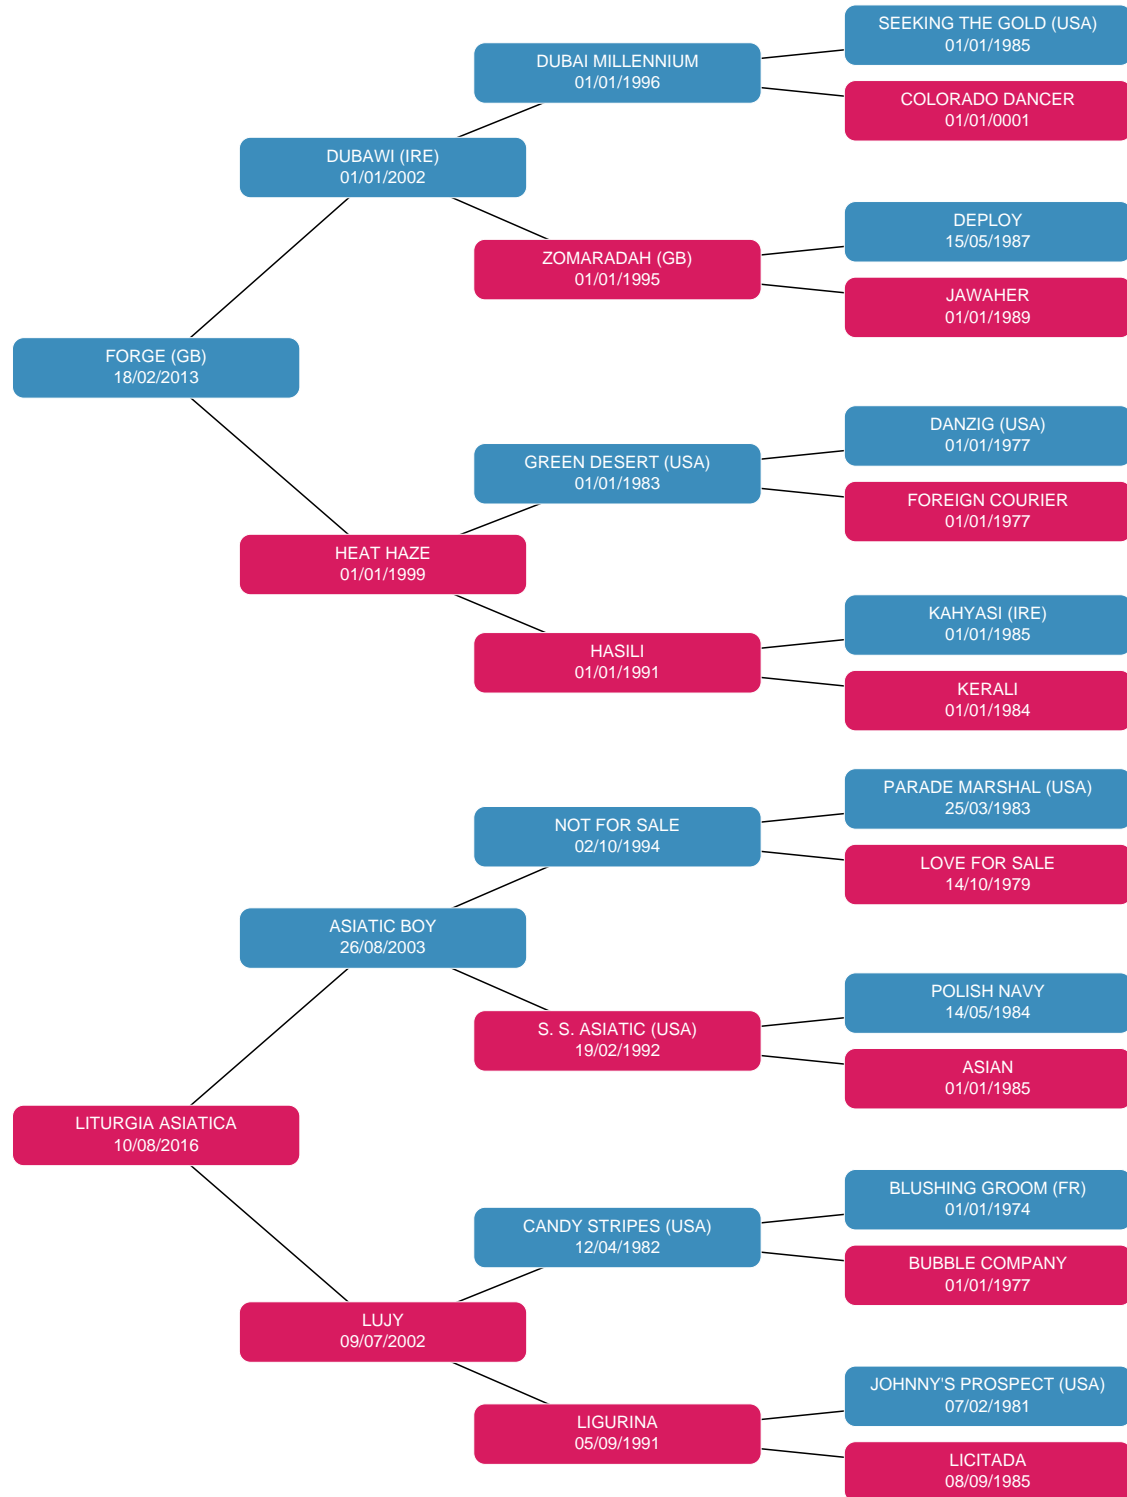 SEEKING THE GOLD (USA)
01/01/1985
DUBAI MILLENNIUM
01/01/1996
COLORADO DANCER
01/01/0001
DUBAWI (IRE)
01/01/2002
DEPLOY
15/05/1987
ZOMARADAH (GB)
01/01/1995
JAWAHER
01/01/1989
FORGE (GB)
18/02/2013
DANZIG (USA)
01/01/1977
GREEN DESERT (USA)
01/01/1983
FOREIGN COURIER
01/01/1977
HEAT HAZE
01/01/1999
KAHYASI (IRE)
01/01/1985
HASILI
01/01/1991
KERALI
01/01/1984
PARADE MARSHAL (USA)
25/03/1983
NOT FOR SALE
02/10/1994
LOVE FOR SALE
14/10/1979
ASIATIC BOY
26/08/2003
POLISH NAVY
14/05/1984
S. S. ASIATIC (USA)
19/02/1992
ASIAN
01/01/1985
LITURGIA ASIATICA
10/08/2016
BLUSHING GROOM (FR)
01/01/1974
CANDY STRIPES (USA)
12/04/1982
BUBBLE COMPANY
01/01/1977
LUJY
09/07/2002
JOHNNY'S PROSPECT (USA)
07/02/1981
LIGURINA
05/09/1991
LICITADA
08/09/1985